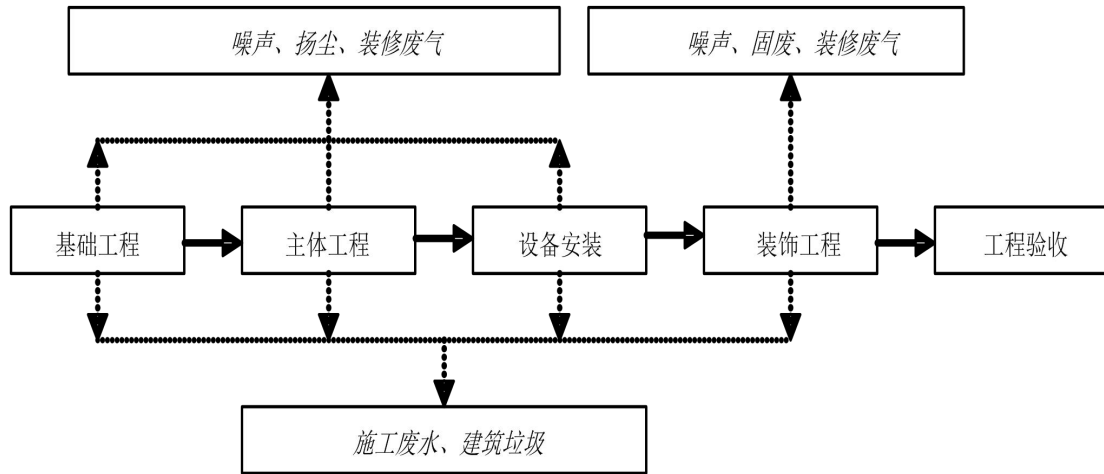 噪声、扬尘、装修废气
噪声、固废、装修废气
基础工程
主体工程
设备安装
装饰工程
工程验收
施工废水、建筑垃圾